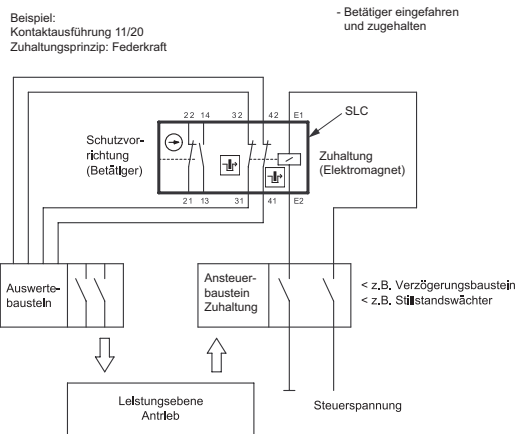 Beispiel:
Kontaktausführung 11/20
Zuhaltungsprinzip: Federkraft
- Betätiger eingefahren
und zugehalten
22 14 32 42 E1
SLC
Schutzvor-
richtung
(Betätiger)
Zuhaltung
(Elektromagnet)
21 13 31 41 E2
Auswerte-
baustein
Ansteuer-
baustein
Zuhaltung
< z.B. Verzögerungsbaustein
< z.B. Stillstandswächter
Leistungsebene
Antrieb
Steuerspannung